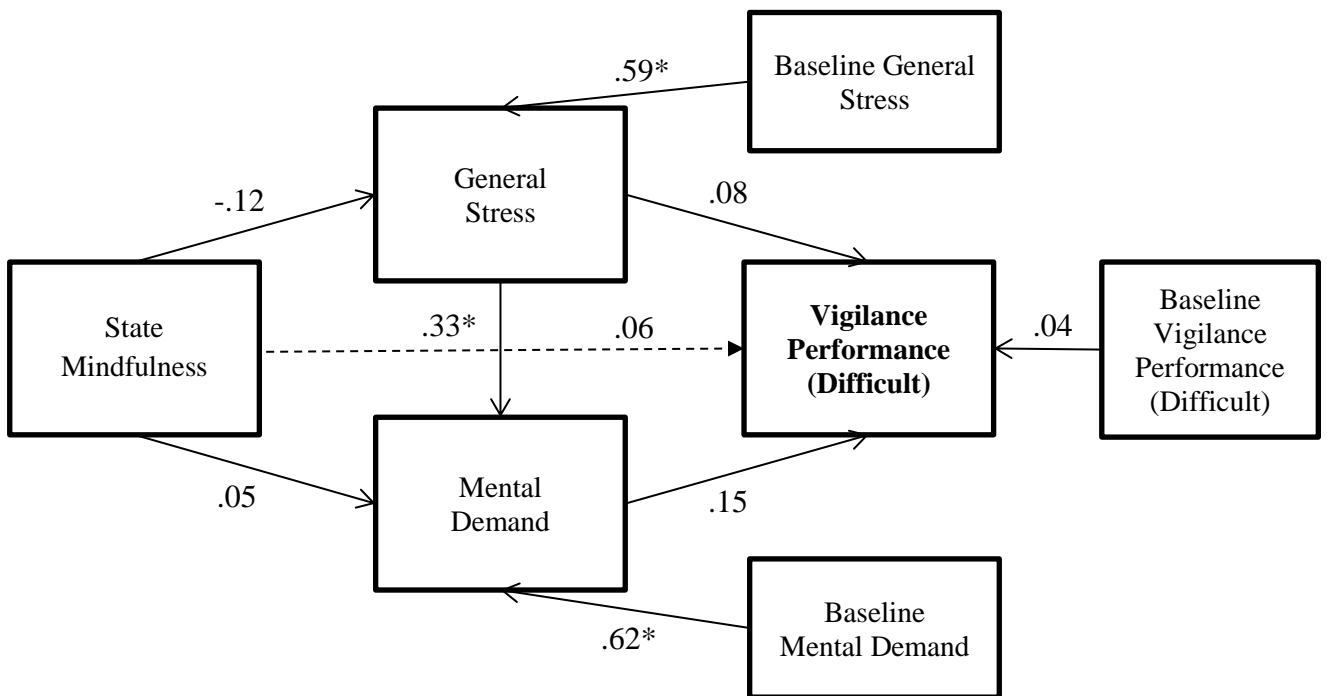 Baseline General
Stress
.59*
General
Stress
-.12
.08
State
Mindfulness
.33*
.06
Vigilance
Performance
(Difficult)
.04
Baseline
Vigilance
Performance
(Difficult)
Mental
Demand
.05
.15
Baseline
Mental Demand
.62*